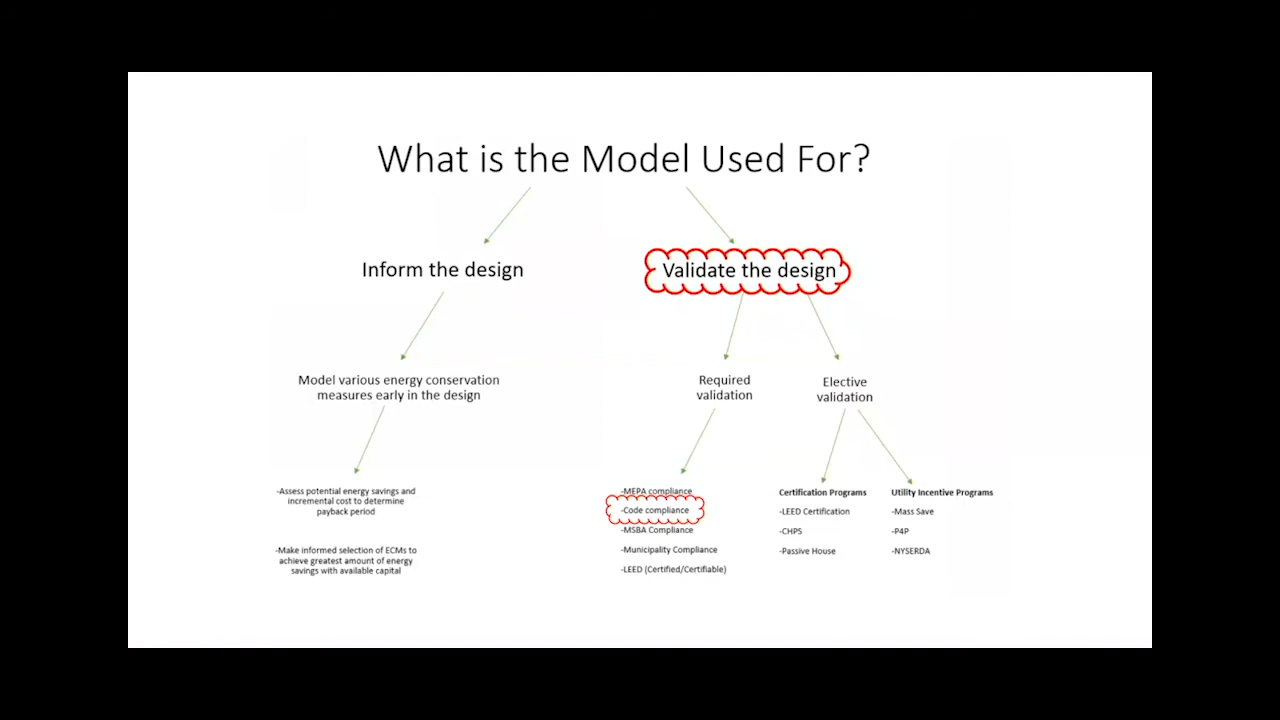 What is the Model Used For?
Inform the design
Validate the design
Model various energy conservation
measures early in the design
Required
validation
Elective
validation
-Assess potential energy savings and
incremental cost to determine
payback period
-Make informed selection of ECMs to
achieve greatest amount of energy
savings with available capital
-MEPA compliance
-Code compliance
-MSBA Compliance
-Municipality Compliance
-LEED (Certified/Certifiable)
Certification Programs
-LEED Certification
-CHPS
-Passive House
Utility Incentive Programs
-Mass Save
-P4P
-NYSERDA